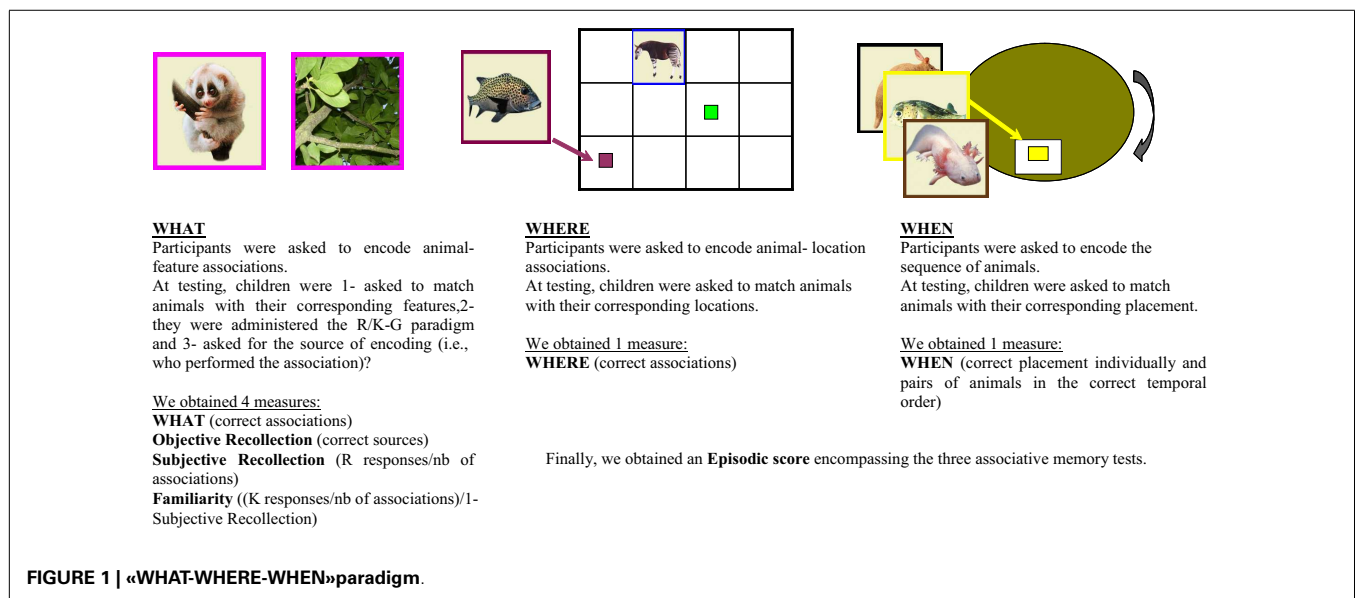 WHAT
Participants were asked to encode animal-
feature associations.
At testing, children were 1- asked to match
animals with their corresponding features,2-
they were administered the R/K-G paradigm
and 3- asked for the source of encoding (i.e.,
who performed the association)?
We obtained 4 measures:
WHAT (correct associations)
Objective Recollection (correct sources)
Subjective Recollection (R responses/nb of
associations)
Familiarity ((K responses/nb of associations)/1-
Subjective Recollection)
WHERE
Participants were asked to encode animal- location
associations.
At testing, children were asked to match animals
with their corresponding locations.
We obtained 1 measure:
WHERE (correct associations)
WHEN
Participants were asked to encode the
sequence of animals.
At testing, children were asked to match
animals with their corresponding placement.
We obtained 1 measure:
WHEN (correct placement individually and
pairs of animals in the correct temporal
order)
Finally, we obtained an Episodic score encompassing the three associative memory tests.
FIGURE 1 | «WHAT-WHERE-WHEN»paradigm.